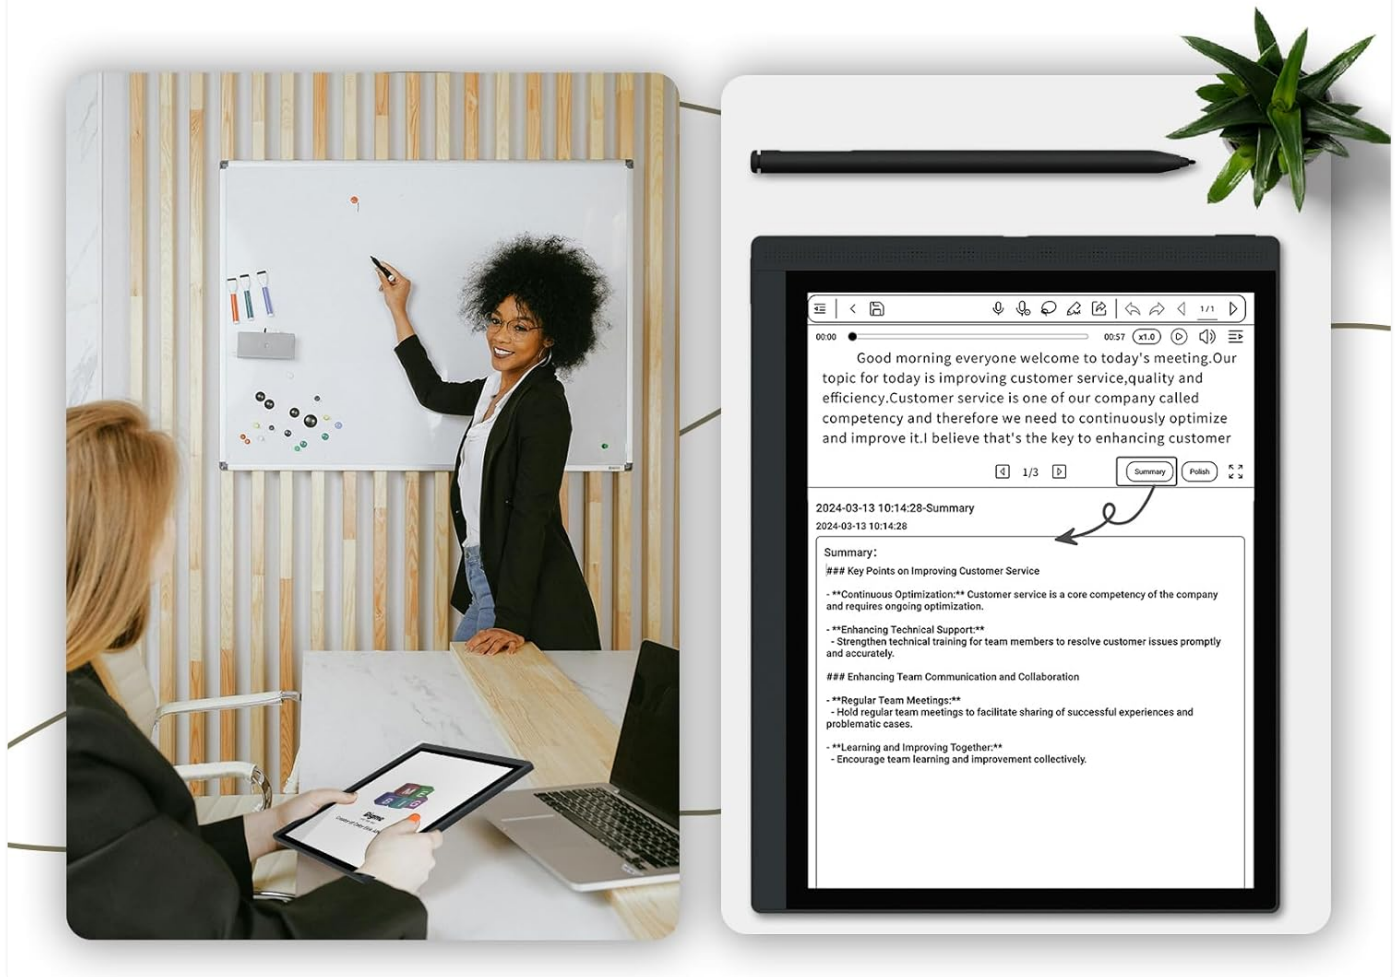 Bigme
1/1
00:00
00:57
x1.0
Good morning everyone welcome to today's meeting.Our
topic for today is improving customer service,quality and
efficiency.Customer service is one of our company called
competency and therefore we need to continuously optimize
and improve it.I believe that's the key to enhancing customer
1/3
Summary
Polish
2024-03-13 10:14:28-Summary
2024-03-13 10:14:28
Summary:
### Key Points on Improving Customer Service
- **Continuous Optimization:** Customer service is a core competency of the company
and requires ongoing optimization.
- **Enhancing Technical Support:**
- Strengthen technical training for team members to resolve customer issues promptly
and accurately.
### Enhancing Team Communication and Collaboration
- **Regular Team Meetings:**
- Hold regular team meetings to facilitate sharing of successful experiences and
problematic cases.
- **Learning and Improving Together:**
- Encourage team learning and improvement collectively.